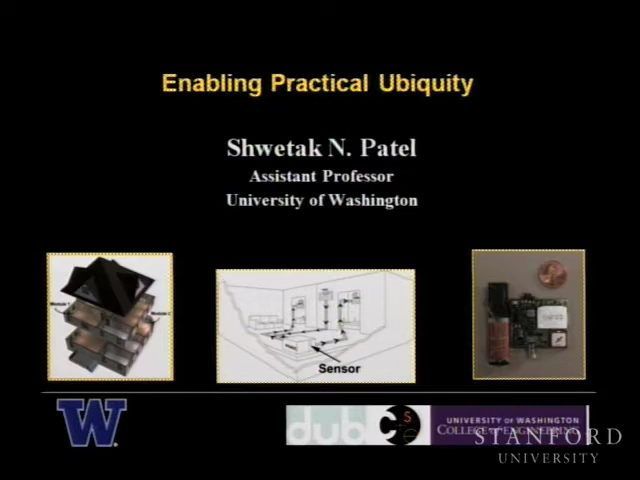 Enabling Practical Ubiquity
Shwetak N. Patel
Assistant Professor
University of Washington
Sensor
W
dub
UNIVERSITY OF WASHINGTON
COLLEGE OF ENGINEERING
STANFORD
UNIVERSITY